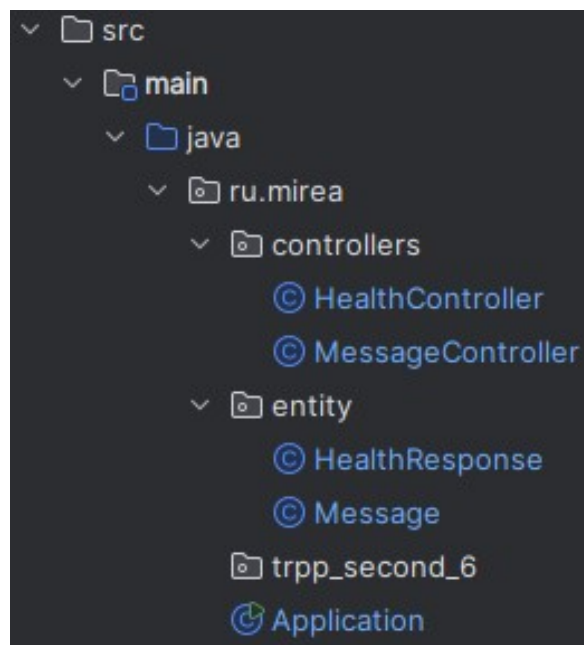 src
main
java
ru.mirea
controllers
HealthController
MessageController
entity
HealthResponse
Message
trpp_second_6
Application